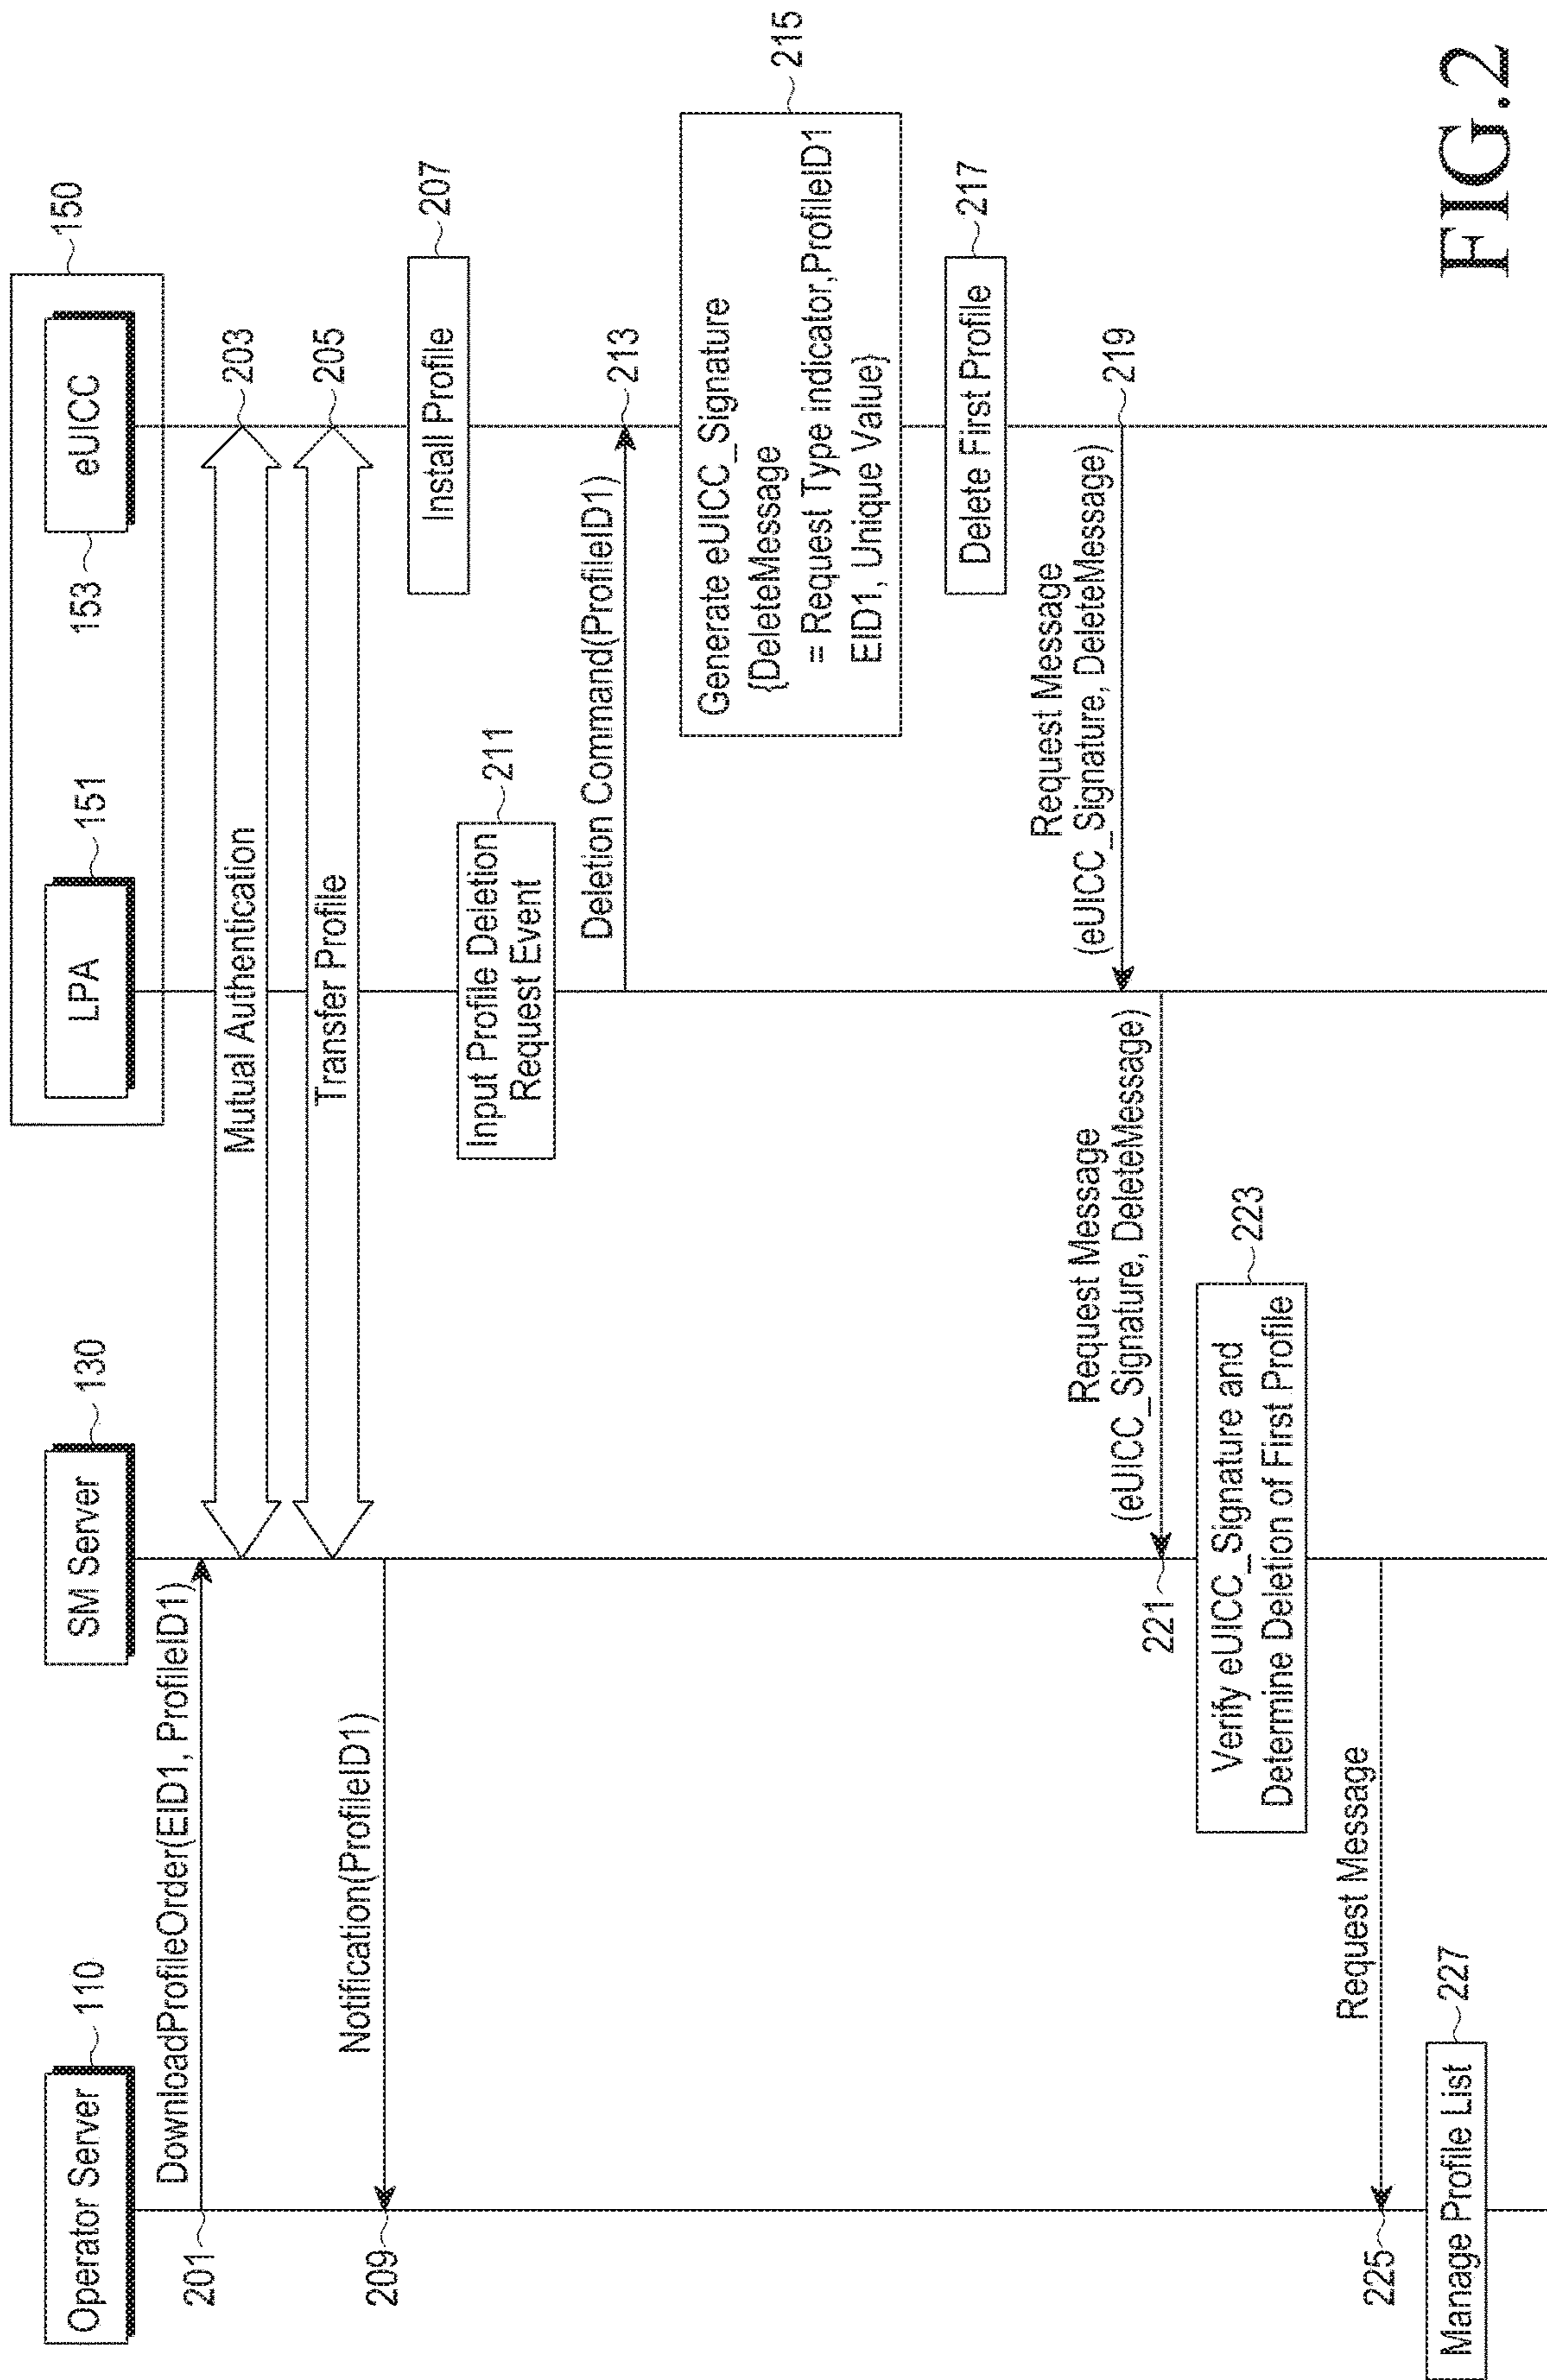 Operator Server
110
SM Server
130
150
LPA
151
eUICC
153
DownloadProfileOrder(EID1, ProfileID1)
201
Mutual Authentication
203
Transfer Profile
205
Install Profile
207
Notification(ProfileID1)
209
Input Profile Deletion
Request Event
211
Deletion Command(ProfileID1)
213
Generate eUICC_Signature
{DeleteMessage
= Request Type indicator,ProfileID1
EID1, Unique Value}
215
Delete First Profile
217
Request Message
(eUICC_Signature, DeleteMessage)
219
Request Message
(eUICC_Signature, DeleteMessage)
221
Verify eUICC_Signature and
Determine Deletion of First Profile
223
Request Message
225
Manage Profile List
227
FIG.2